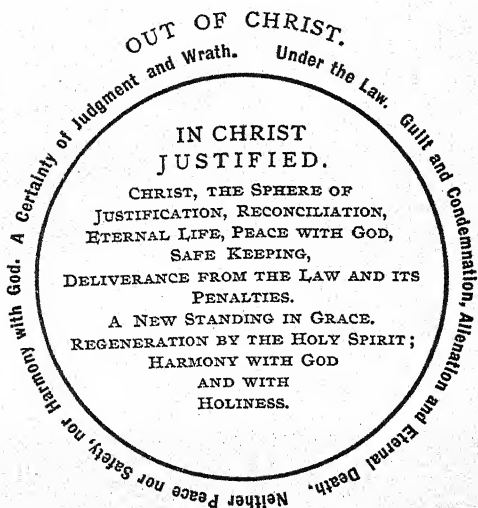 OUT OF CHRIST.
Under the Law. Guilt and Condemnation, Alienation and Eternal Death. Neither Peace nor Safety, nor Harmony with God. A Certainty of Judgment and Wrath.
IN CHRIST
JUSTIFIED.
CHRIST, THE SPHERE OF
JUSTIFICATION, RECONCILIATION,
ETERNAL LIFE, PEACE WITH GOD,
SAFE KEEPING,
DELIVERANCE FROM THE LAW AND ITS
PENALTIES.
A NEW STANDING IN GRACE.
REGENERATION BY THE HOLY SPIRIT;
HARMONY WITH GOD
AND WITH
HOLINESS.